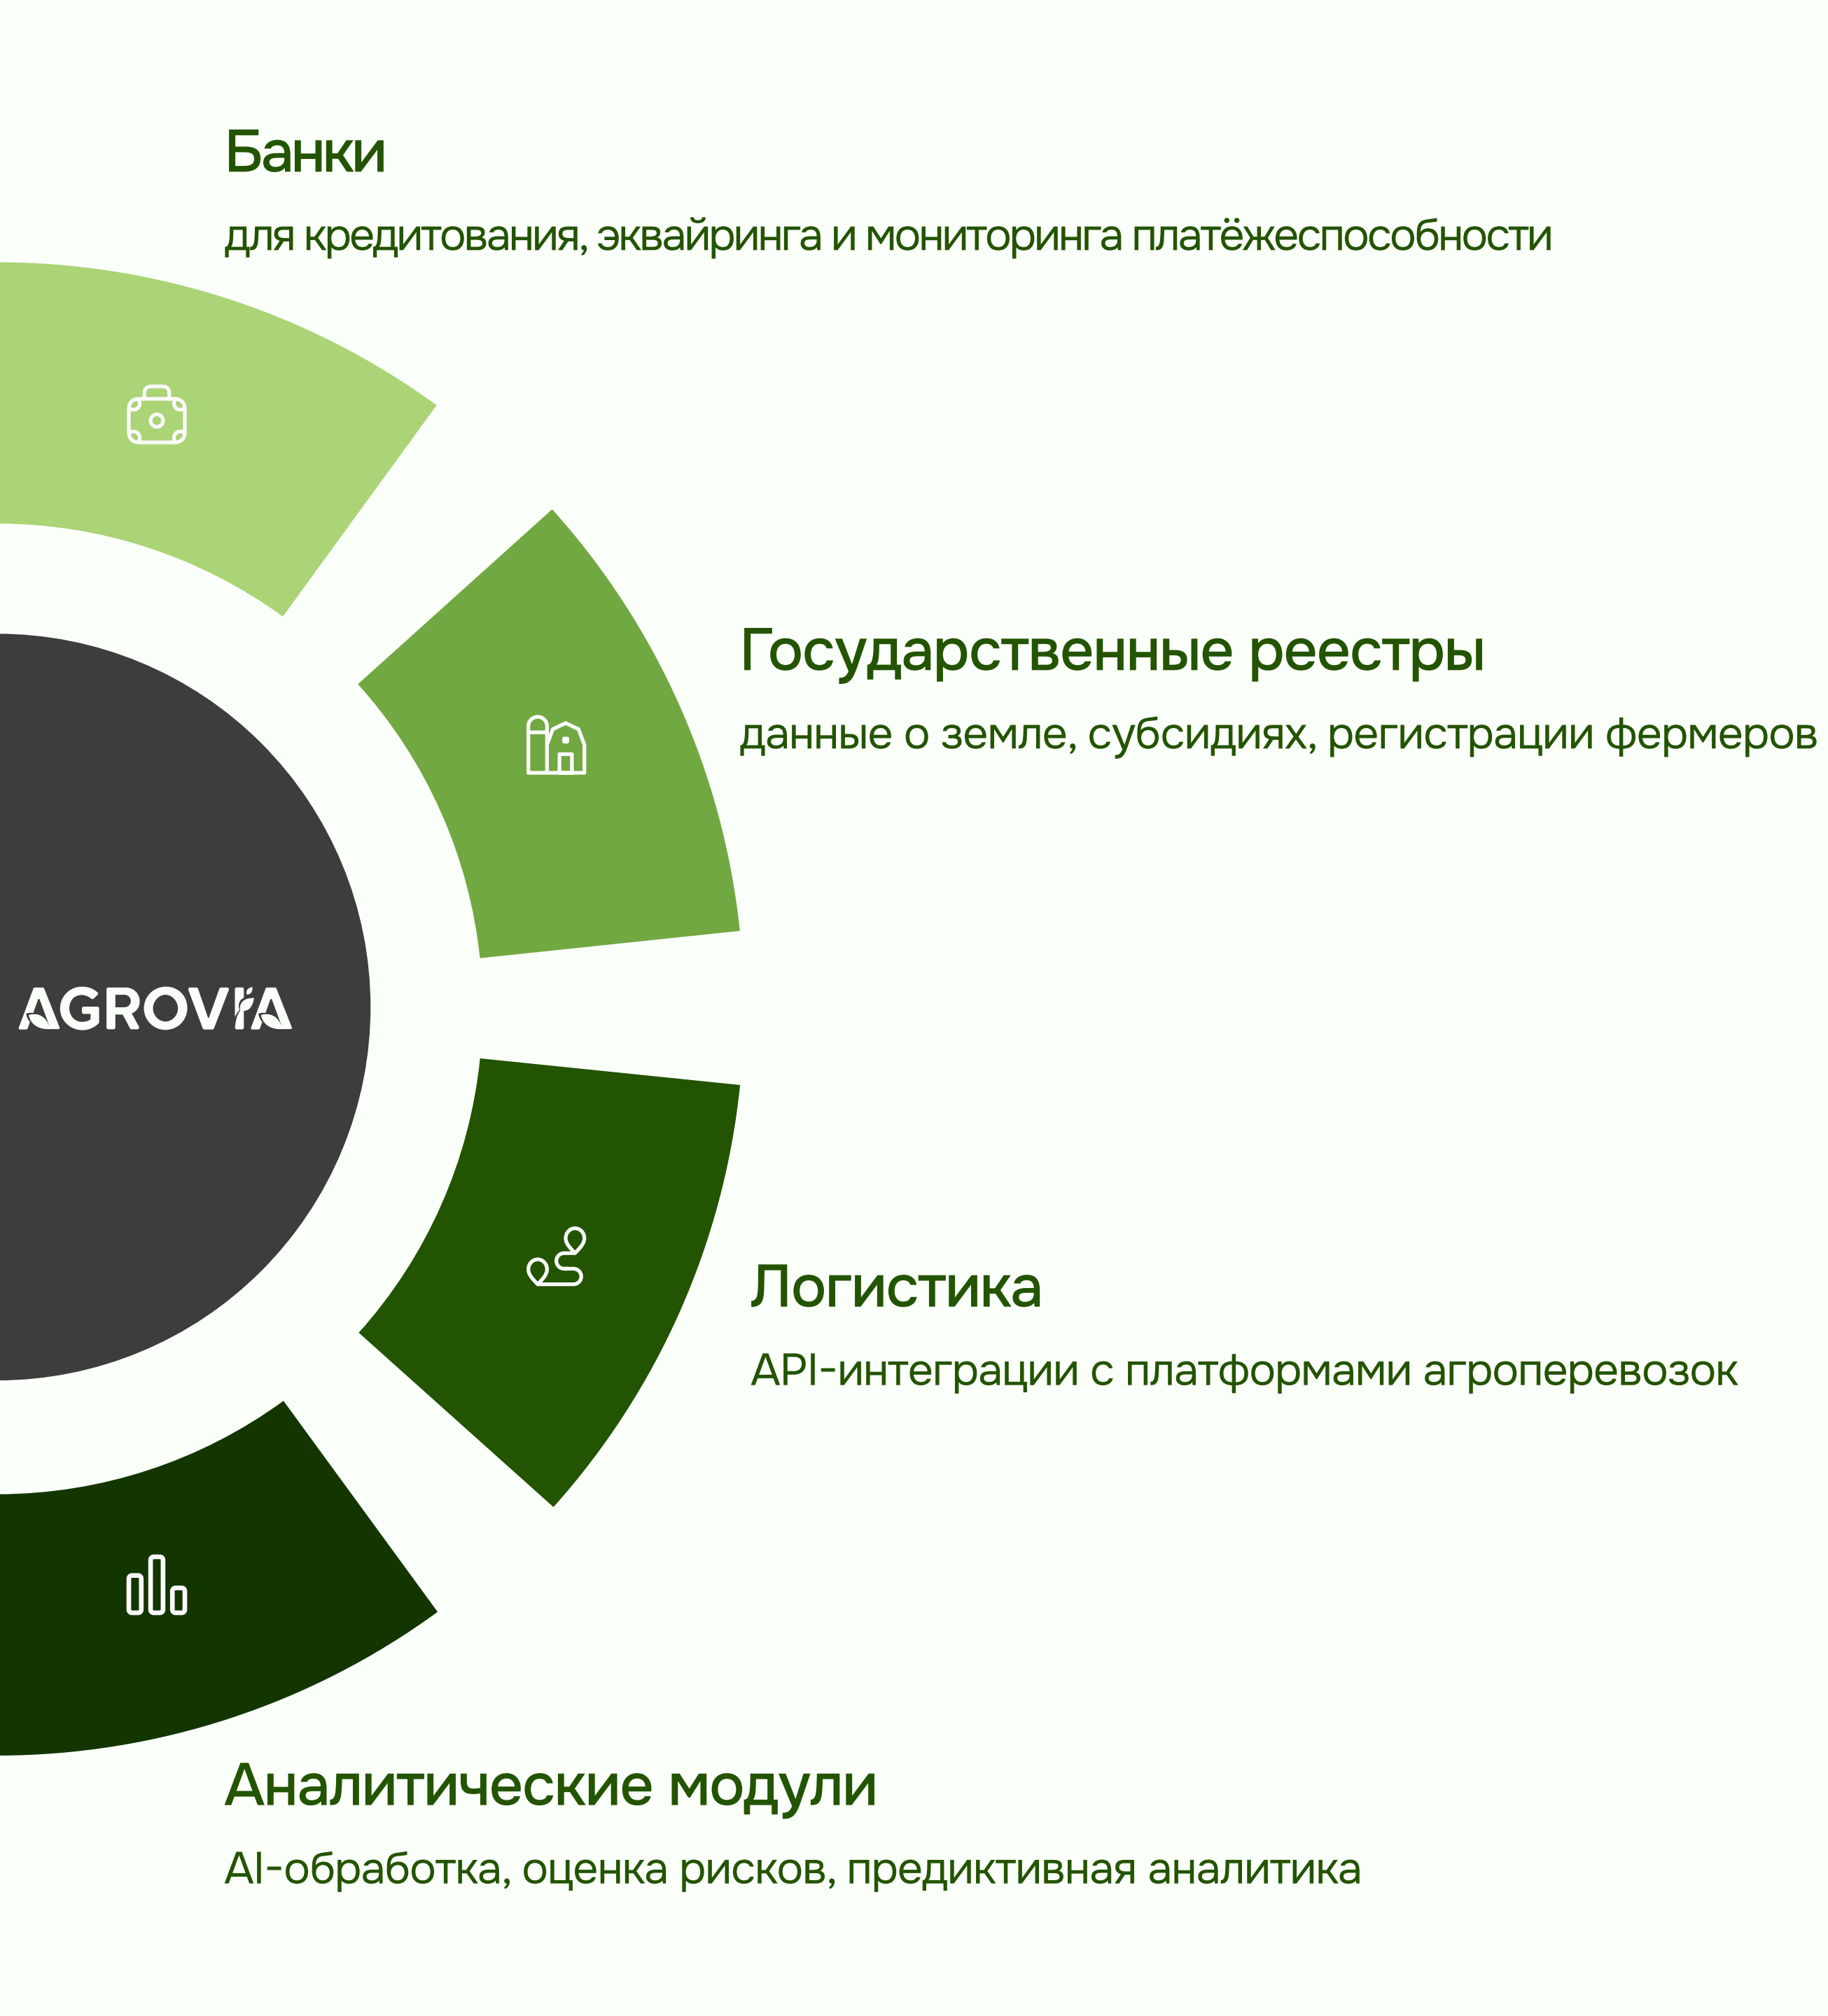 Банки
для кредитования, эквайринга и мониторинга платёжеспособности
Государственные реестры
данные о земле, субсидиях, регистрации фермеров
AGROVIA
Логистика
API-интеграции с платформами агроперевозок
Аналитические модули
AI-обработка, оценка рисков, предиктивная аналитика